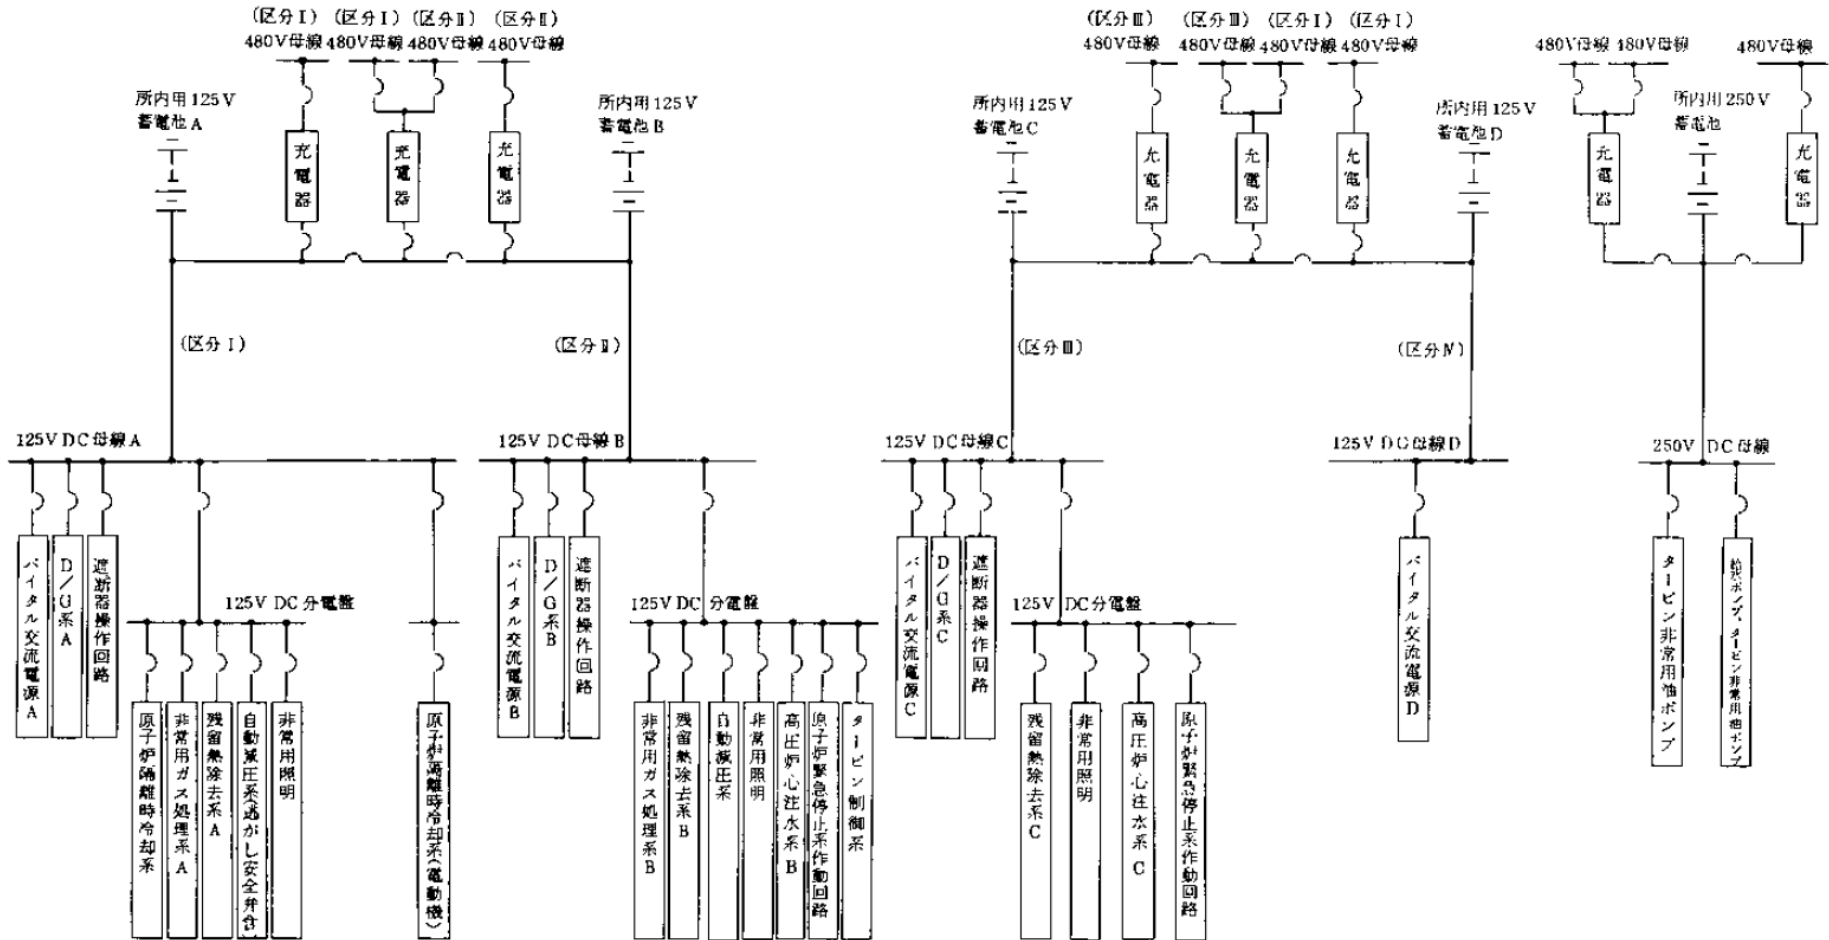 (区分Ⅰ) (区分Ⅰ) (区分Ⅱ) (区分Ⅱ)
480V母線 480V母線 480V母線 480V母線
所内用125V
蓄電池A
充電器
充電器
充電器
所内用125V
蓄電池B
(区分Ⅲ) (区分Ⅲ) (区分Ⅰ) (区分Ⅰ)
480V母線 480V母線 480V母線 480V母線
所内用125V
蓄電池C
充電器
充電器
充電器
所内用125V
蓄電池D
480V母線 480V母線 480V母線
充電器
所内用250V
蓄電池
充電器
(区分Ⅰ)
(区分Ⅱ)
(区分Ⅲ)
(区分Ⅳ)
125V DC母線A
125V DC母線B
125V DC母線C
125V DC母線D
250V DC母線
バイタル交流電源A
D/G系A
遮断器操作回路
125V DC分電盤
原子炉隔離時冷却系
非常用ガス処理系A
残留熱除去系A
自動減圧系(逃がし安全弁含)
非常用照明
原子炉隔離時冷却系(電動機)
バイタル交流電源B
D/G系B
遮断器操作回路
125V DC分電盤
非常用ガス処理系B
残留熱除去系B
自動減圧系
非常用照明
高圧炉心注水系B
原子炉緊急停止系作動回路
タービン制御系
バイタル交流電源C
D/G系C
遮断器操作回路
125V DC分電盤
残留熱除去系C
非常用照明
高圧炉心注水系C
原子炉緊急停止系作動回路
バイタル交流電源D
タービン非常用油ポンプ
給水ポンプ、タービン非常用油ポンプ